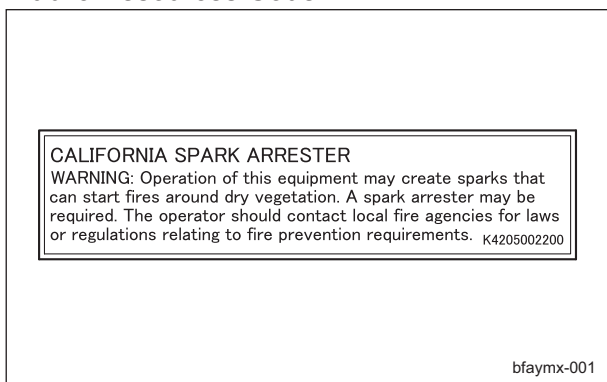 CALIFORNIA SPARK ARRESTER
WARNING: Operation of this equipment may create sparks that
can start fires around dry vegetation. A spark arrester may be
required. The operator should contact local fire agencies for laws
or regulations relating to fire prevention requirements. K4205002200
bfaymx-001